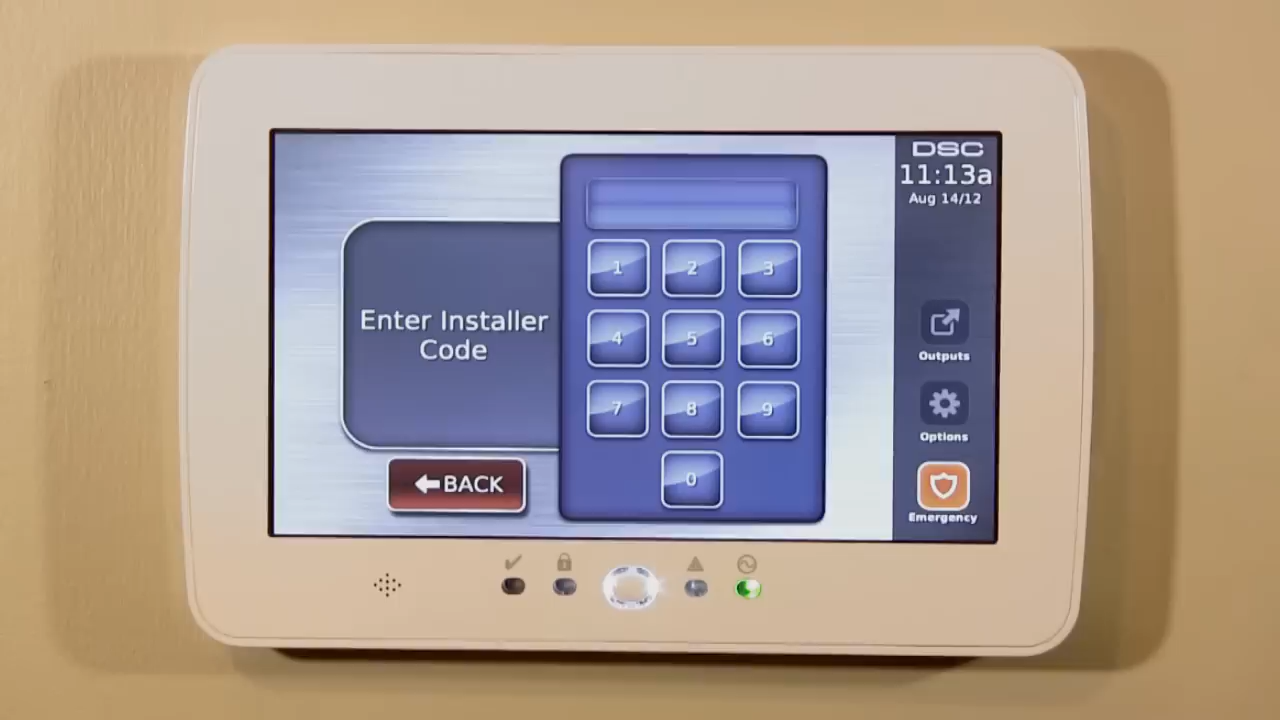 DSC
11:13a
Aug 14/12
Enter Installer
Code
1 2 3
4 5 6
7 8 9
0
BACK
Outputs
Options
Emergency